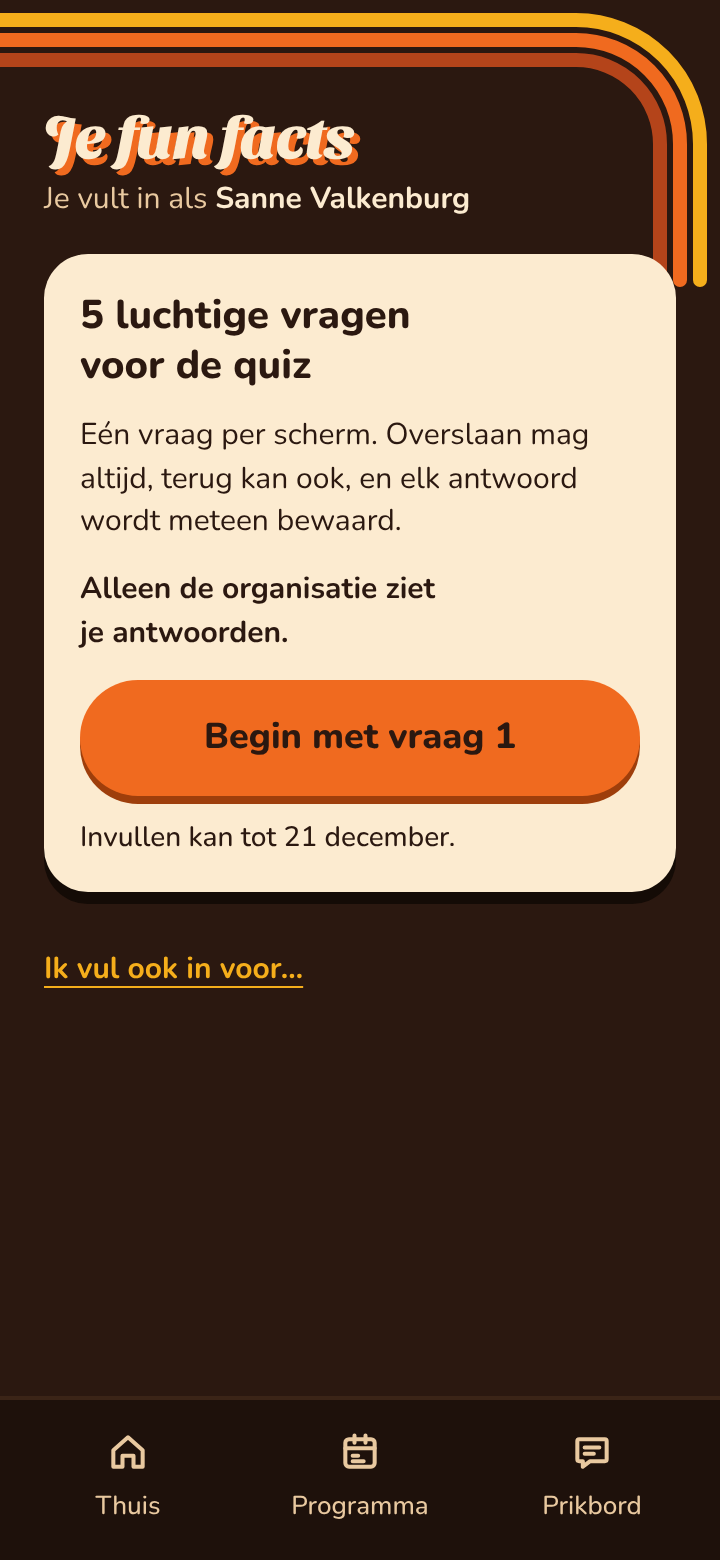 Je fun facts
Je vult in als Sanne Valkenburg
5 luchtige vragen
voor de quiz
Eén vraag per scherm. Overslaan mag
altijd, terug kan ook, en elk antwoord
wordt meteen bewaard.
Alleen de organisatie ziet
je antwoorden.
Begin met vraag 1
Invullen kan tot 21 december.
Ik vul ook in voor...
Thuis
Programma
Prikbord